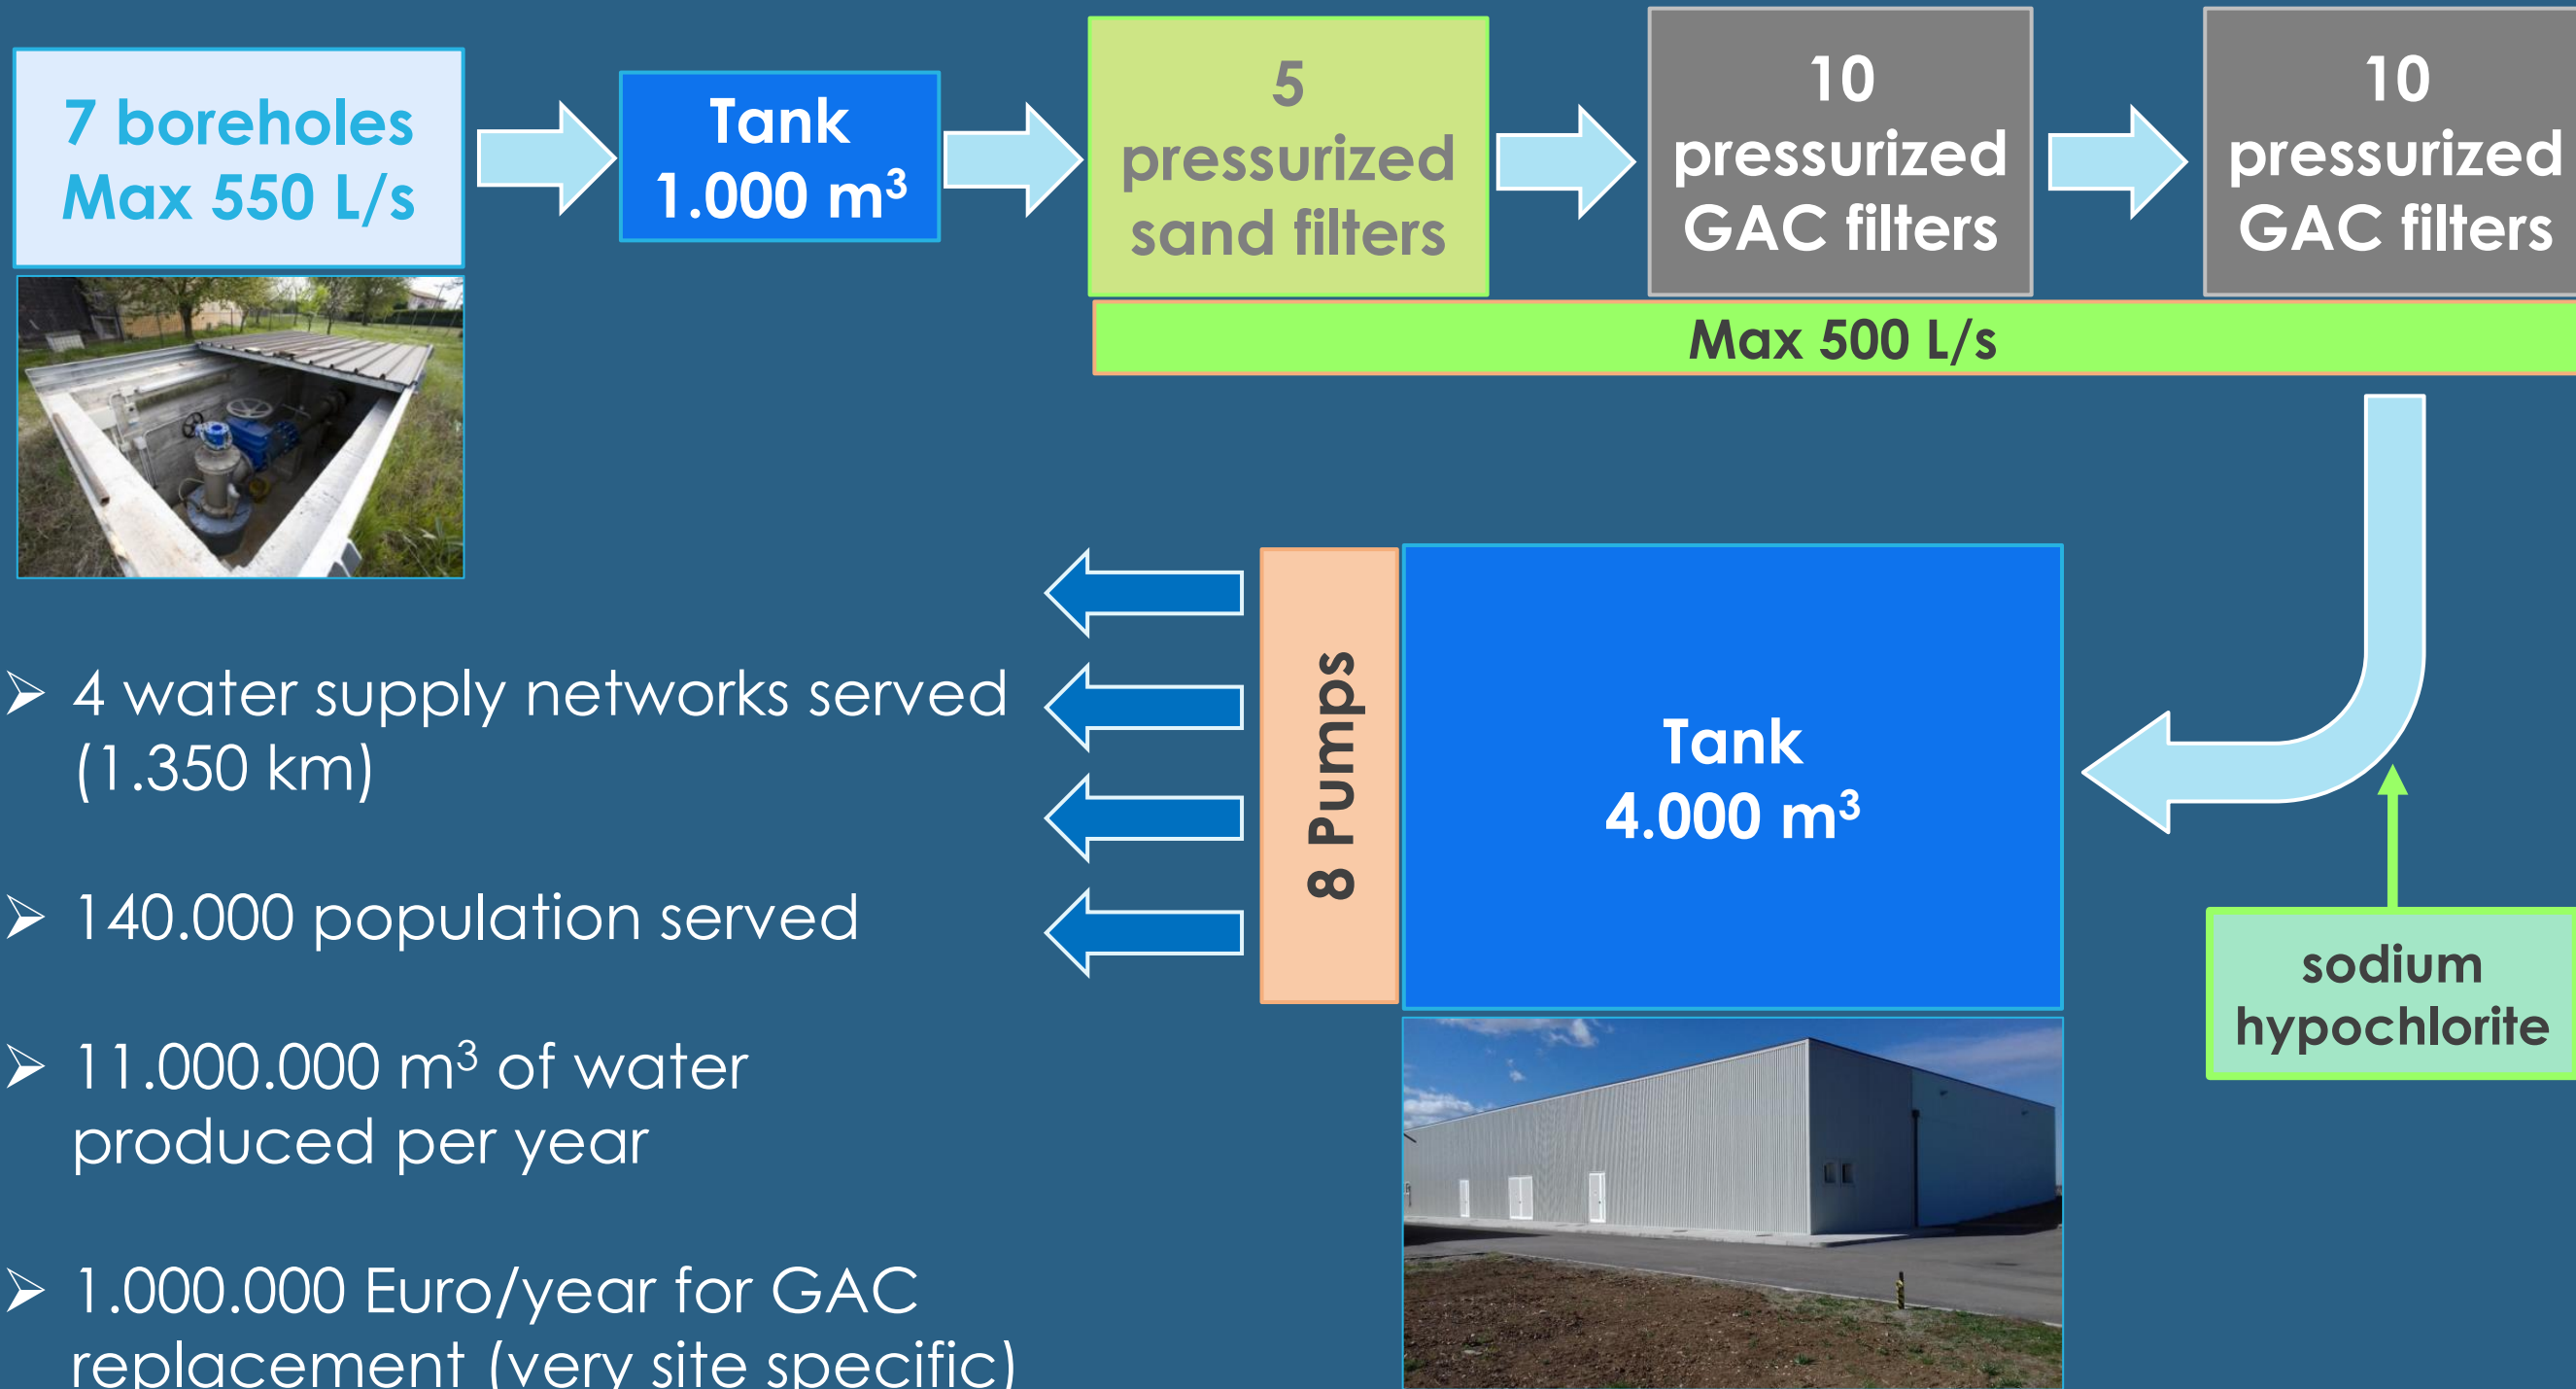 7 boreholes
Max 550 L/s
Tank
1.000 m³
5
pressurized
sand filters
10
pressurized
GAC filters
10
pressurized
GAC filters
Max 500 L/s
8 Pumps
Tank
4.000 m³
sodium
hypochlorite
➢ 4 water supply networks served
(1.350 km)
➢ 140.000 population served
➢ 11.000.000 m³ of water
produced per year
➢ 1.000.000 Euro/year for GAC
replacement (very site specific)